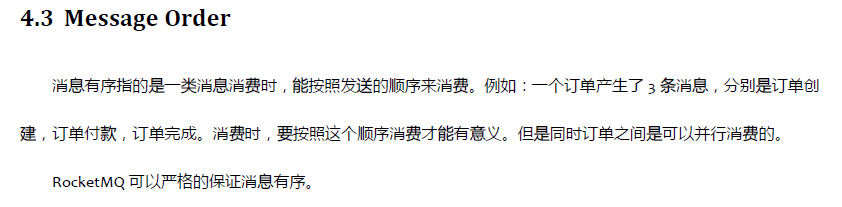 4.3 Message Order
消息有序指的是一类消息消费时，能按照发送的顺序来消费。例如：一个订单产生了 3 条消息，分别是订单创
建，订单付款，订单完成。消费时，要按照这个顺序消费才能有意义。但是同时订单之间是可以并行消费的。
RocketMQ 可以严格的保证消息有序。